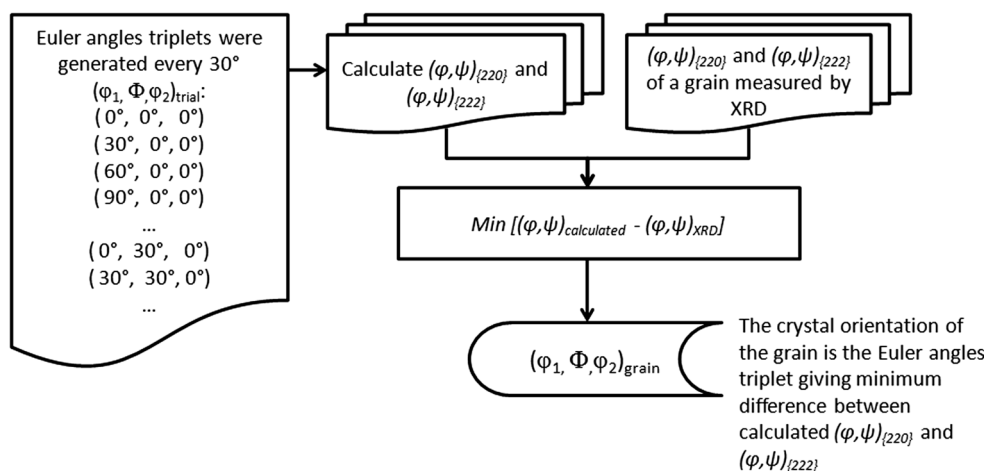 Euler angles triplets were
generated every 30°
(φ₁, Φ,φ₂)trial:
( 0°, 0°, 0°)
(30°, 0°,0°)
(60°, 0°,0°)
(90°, 0°,0°)
...
(0°, 30°, 0°)
( 30°, 30°,0°)
...
Calculate (φ,ψ){220} and
(φ,ψ){222}
(φ,ψ){220} and (φ,ψ){222}
of a grain measured by
XRD
Min [(φ,ψ)calculated - (φ,ψ)XRD]
(φ₁, Φ,φ₂)grain
The crystal orientation of
the grain is the Euler angles
triplet giving minimum
difference between
calculated (φ,ψ){220} and
(φ,ψ){222}